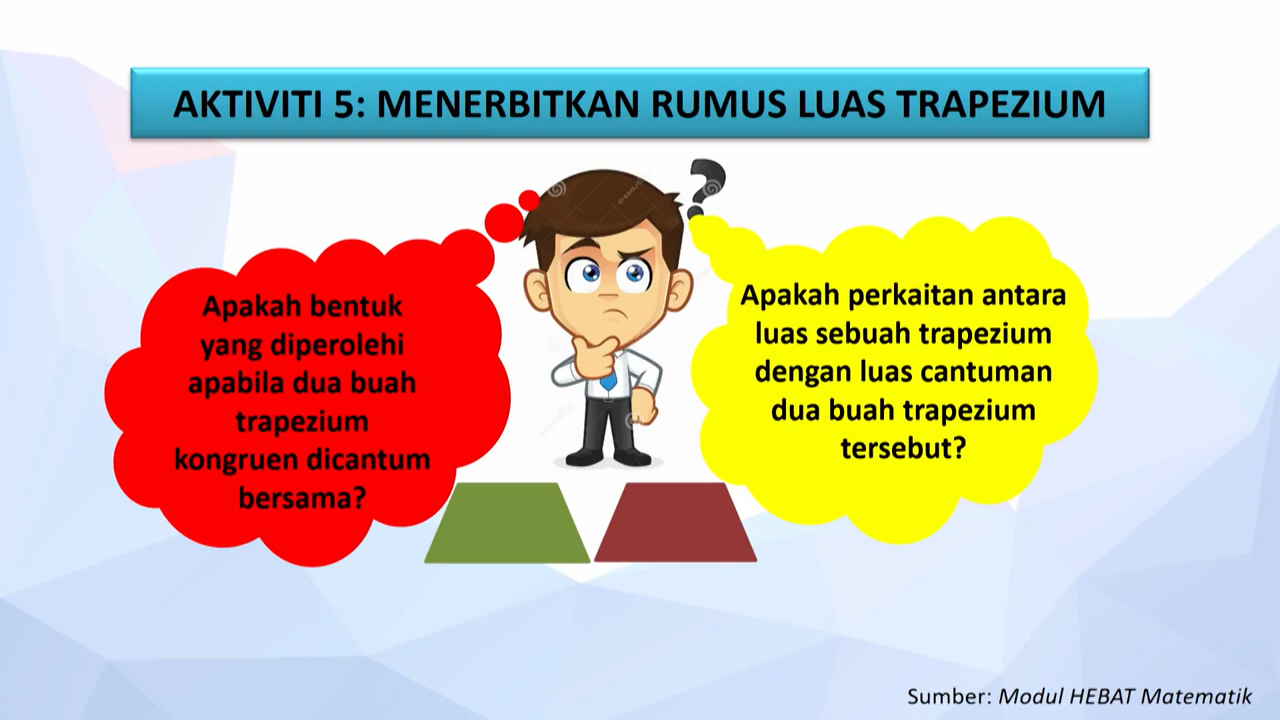 AKTIVITI 5: MENERBITKAN RUMUS LUAS TRAPEZIUM
Apakah bentuk
yang diperolehi
apabila dua buah
trapezium
kongruen dicantum
bersama?
?
Apakah perkaitan antara
luas sebuah trapezium
dengan luas cantuman
dua buah trapezium
tersebut?
Sumber: Modul HEBAT Matematik